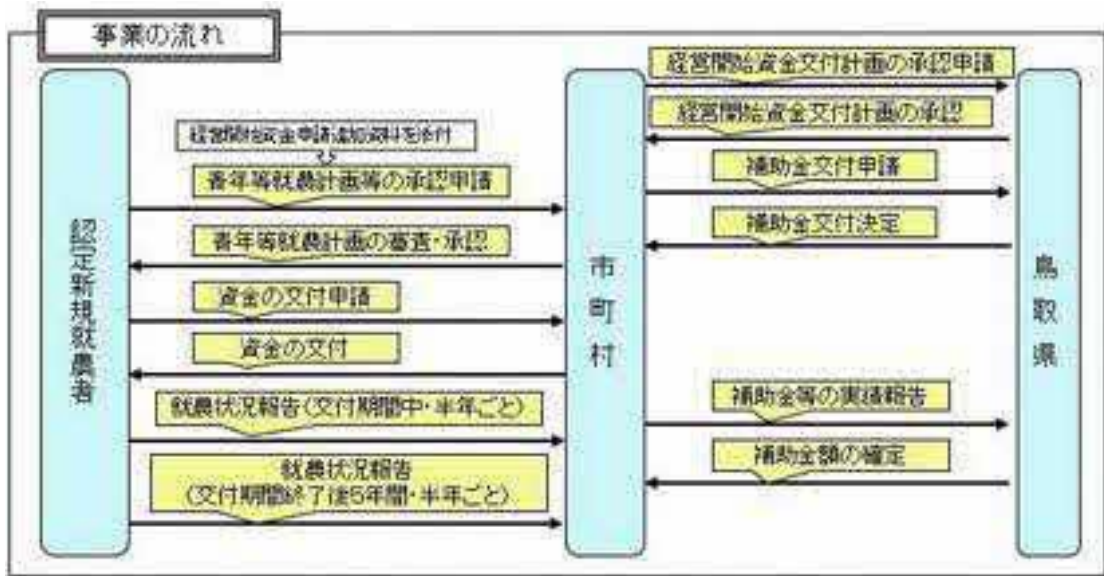 事業の流れ
認定新規就農者
経営開始資金申請追加資料を添付
青年等就農計画等の承認申請
青年等就農計画の審査・承認
資金の交付申請
資金の交付
就農状況報告(交付期間中・半年ごと)
就農状況報告
(交付期間終了後5年間・半年ごと)
市町村
経営開始資金交付計画の承認申請
経営開始資金交付計画の承認
補助金交付申請
補助金交付決定
補助金等の実績報告
補助金額の確定
鳥取県